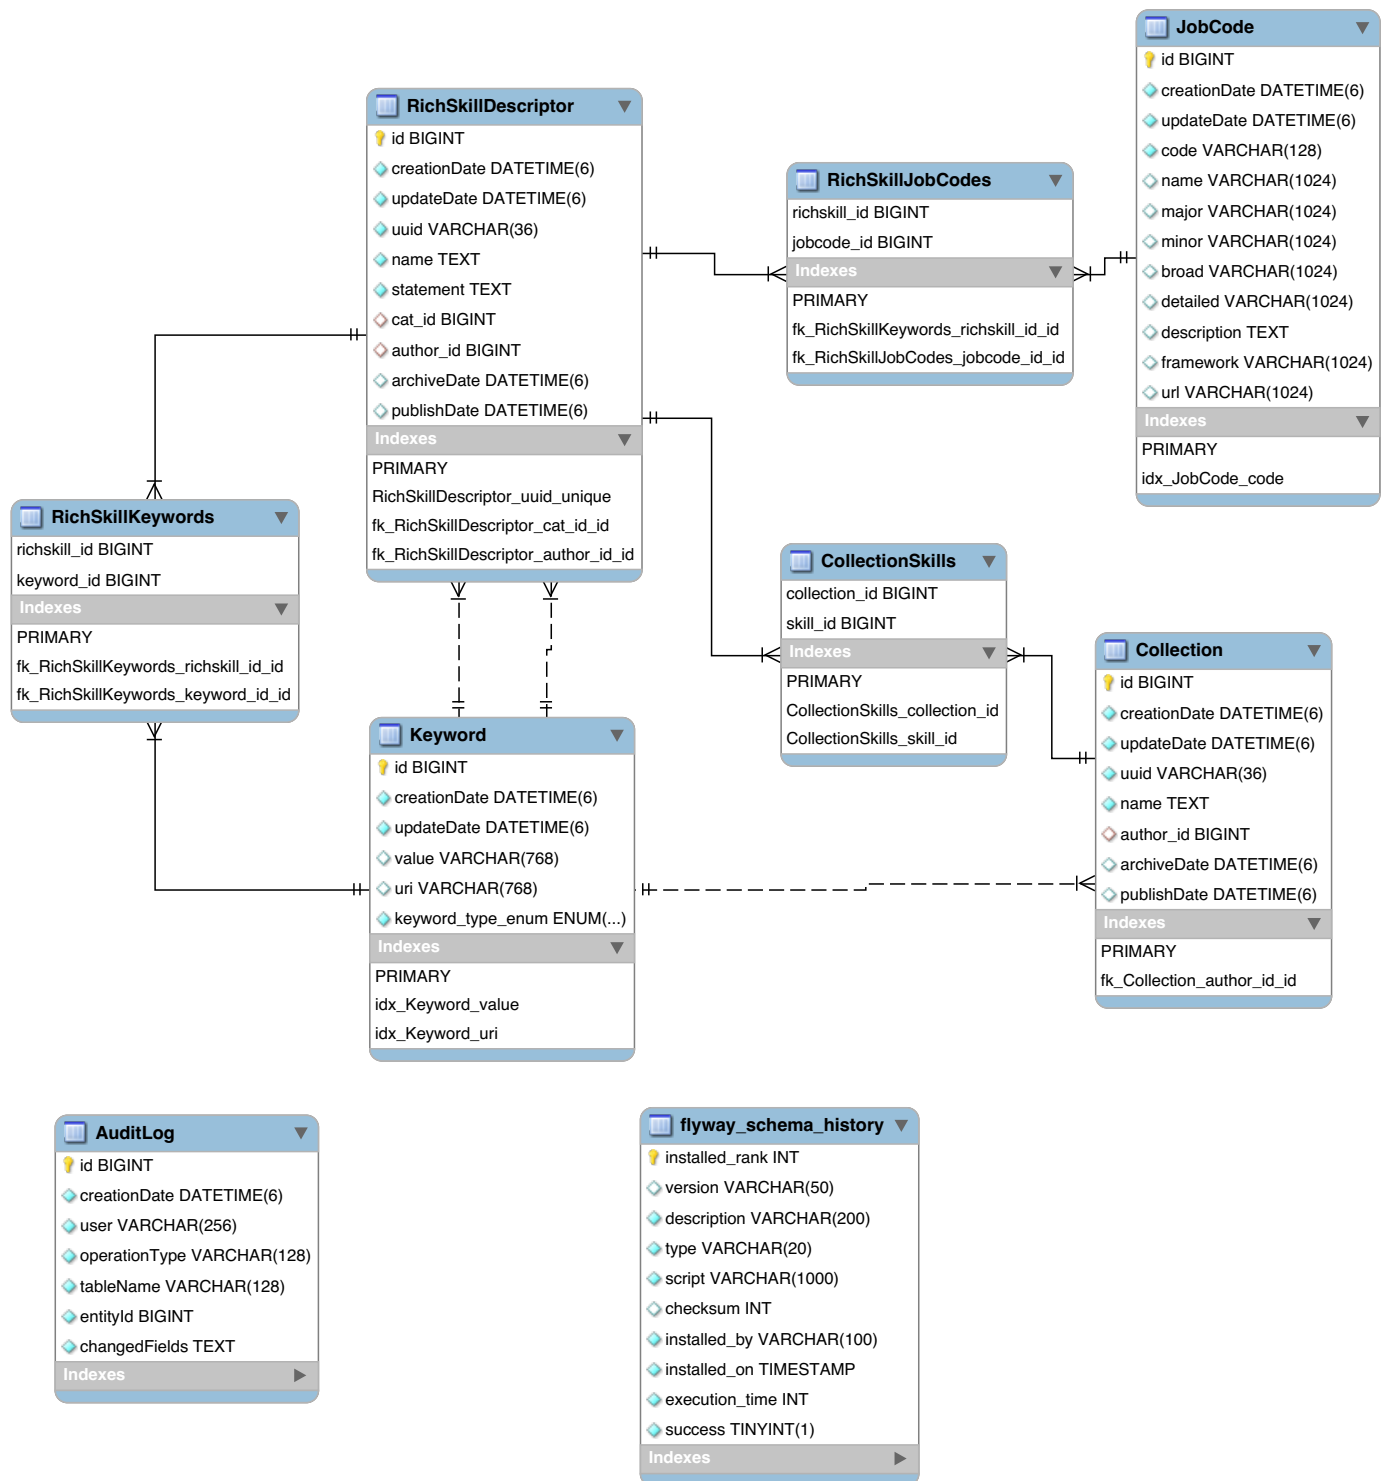 JobCode
id BIGINT
creationDate DATETIME(6)
updateDate DATETIME(6)
code VARCHAR(128)
name VARCHAR(1024)
major VARCHAR(1024)
minor VARCHAR(1024)
broad VARCHAR(1024)
detailed VARCHAR(1024)
description TEXT
framework VARCHAR(1024)
url VARCHAR(1024)
Indexes
PRIMARY
idx_JobCode_code
RichSkillDescriptor
id BIGINT
creationDate DATETIME(6)
updateDate DATETIME(6)
uuid VARCHAR(36)
name TEXT
statement TEXT
cat_id BIGINT
author_id BIGINT
archiveDate DATETIME(6)
publishDate DATETIME(6)
Indexes
PRIMARY
RichSkillDescriptor_uuid_unique
fk_RichSkillDescriptor_cat_id_id
fk_RichSkillDescriptor_author_id_id
RichSkillJobCodes
richskill_id BIGINT
jobcode_id BIGINT
Indexes
PRIMARY
fk_RichSkillKeywords_richskill_id_id
fk_RichSkillJobCodes_jobcode_id_id
RichSkillKeywords
richskill_id BIGINT
keyword_id BIGINT
Indexes
PRIMARY
fk_RichSkillKeywords_richskill_id_id
fk_RichSkillKeywords_keyword_id_id
CollectionSkills
collection_id BIGINT
skill_id BIGINT
Indexes
PRIMARY
CollectionSkills_collection_id
CollectionSkills_skill_id
Collection
id BIGINT
creationDate DATETIME(6)
updateDate DATETIME(6)
uuid VARCHAR(36)
name TEXT
author_id BIGINT
archiveDate DATETIME(6)
publishDate DATETIME(6)
Indexes
PRIMARY
fk_Collection_author_id_id
Keyword
id BIGINT
creationDate DATETIME(6)
updateDate DATETIME(6)
value VARCHAR(768)
uri VARCHAR(768)
keyword_type_enum ENUM(...)
Indexes
PRIMARY
idx_Keyword_value
idx_Keyword_uri
AuditLog
id BIGINT
creationDate DATETIME(6)
user VARCHAR(256)
operationType VARCHAR(128)
tableName VARCHAR(128)
entityId BIGINT
changedFields TEXT
Indexes
flyway_schema_history
installed_rank INT
version VARCHAR(50)
description VARCHAR(200)
type VARCHAR(20)
script VARCHAR(1000)
checksum INT
installed_by VARCHAR(100)
installed_on TIMESTAMP
execution_time INT
success TINYINT(1)
Indexes